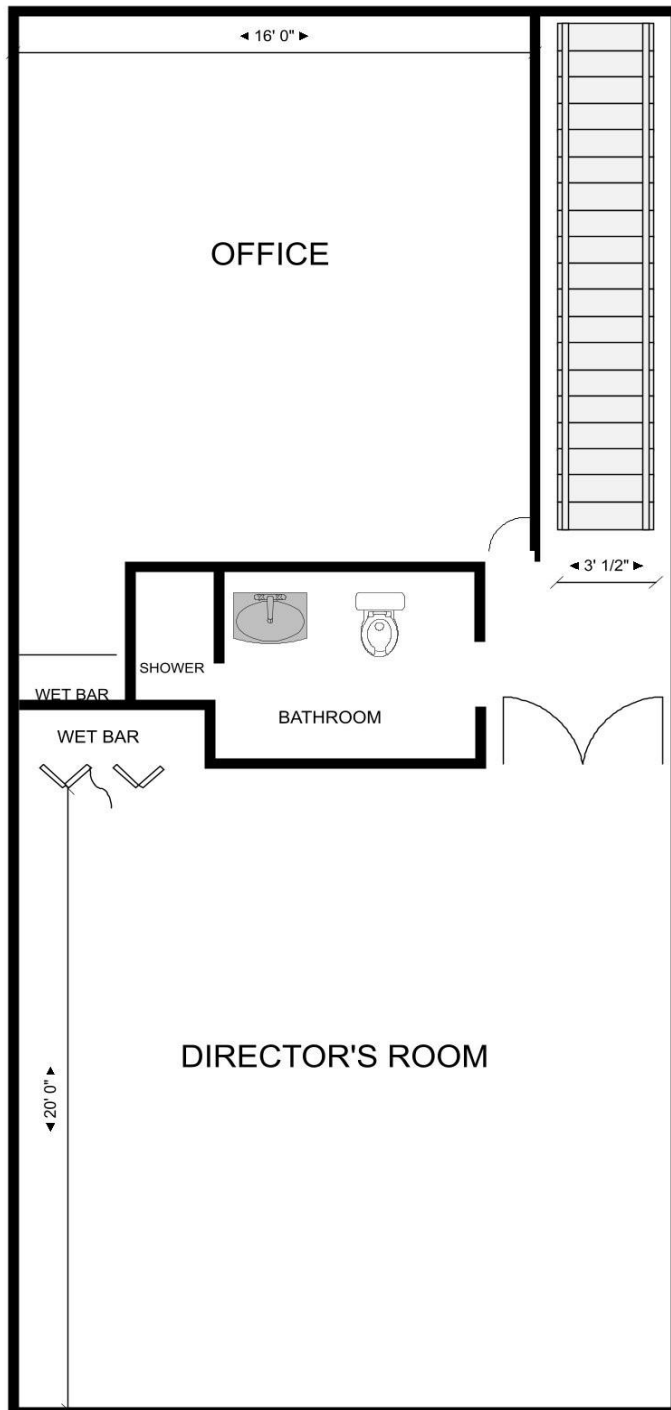 ◄ 16' 0" ►
OFFICE
◄ 3' 1/2" ►
SHOWER
WET BAR
BATHROOM
WET BAR
DIRECTOR'S ROOM
◄ 20' 0" ►